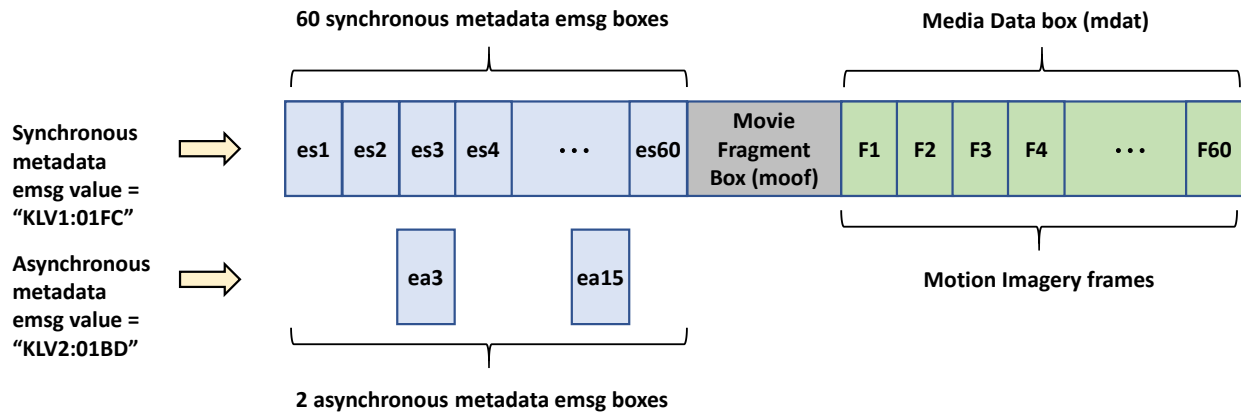 60 synchronous metadata emsg boxes
Media Data box (mdat)
Synchronous
metadata
emsg value =
“KLV1:01FC”
es1 es2 es3 es4 ... es60
Movie
Fragment
Box (moof)
F1 F2 F3 F4 ... F60
Asynchronous
metadata
emsg value =
“KLV2:01BD”
ea3 ea15
Motion Imagery frames
2 asynchronous metadata emsg boxes